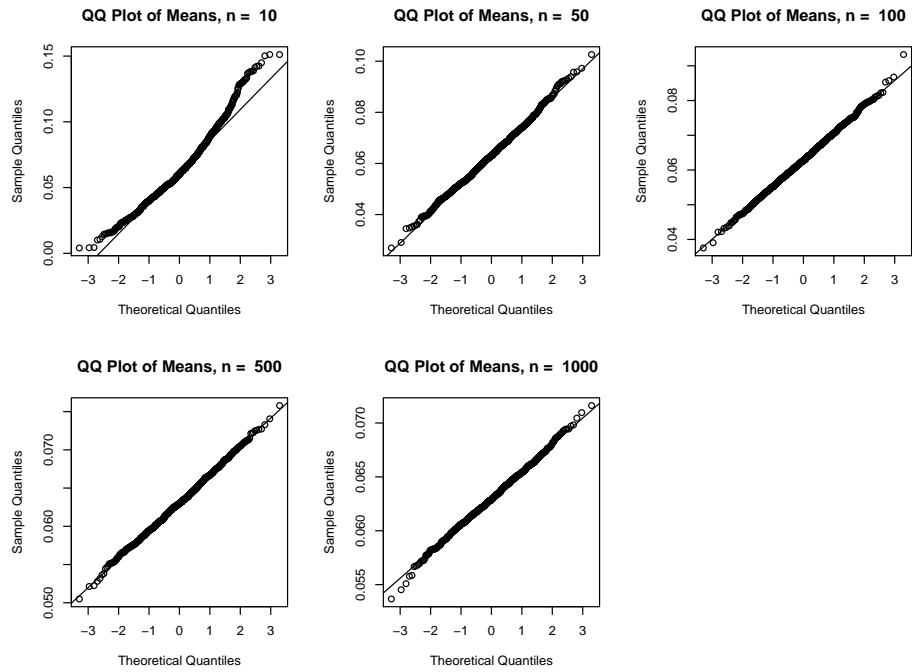 QQ Plot of Means, n = 10
Sample Quantiles
0.00 0.05 0.10 0.15
−3 −2 −1 0 1 2 3
Theoretical Quantiles
QQ Plot of Means, n = 50
Sample Quantiles
0.04 0.06 0.08 0.10
−3 −2 −1 0 1 2 3
Theoretical Quantiles
QQ Plot of Means, n = 100
Sample Quantiles
0.04 0.06 0.08
−3 −2 −1 0 1 2 3
Theoretical Quantiles
QQ Plot of Means, n = 500
Sample Quantiles
0.050 0.060 0.070
−3 −2 −1 0 1 2 3
Theoretical Quantiles
QQ Plot of Means, n = 1000
Sample Quantiles
0.055 0.060 0.065 0.070
−3 −2 −1 0 1 2 3
Theoretical Quantiles